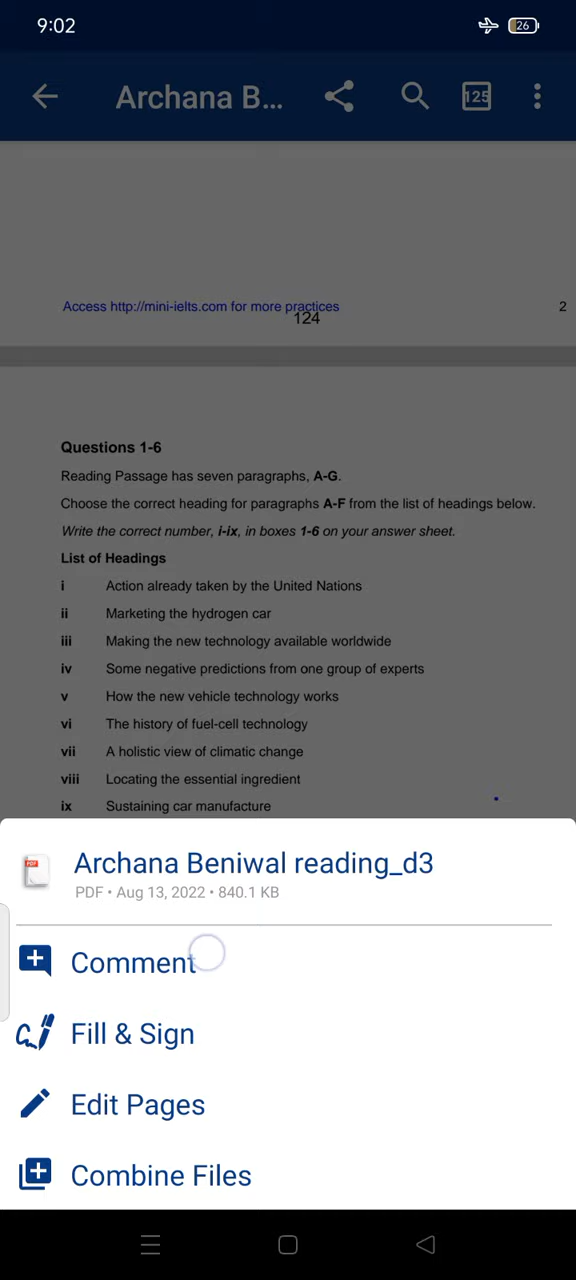 9:02
26
Archana B...
125
Access http://mini-ielts.com for more practices
2
124
Questions 1-6
Reading Passage has seven paragraphs, A-G.
Choose the correct heading for paragraphs A-F from the list of headings below.
Write the correct number, i-ix, in boxes 1-6 on your answer sheet.
List of Headings
i Action already taken by the United Nations
ii Marketing the hydrogen car
iii Making the new technology available worldwide
iv Some negative predictions from one group of experts
v How the new vehicle technology works
vi The history of fuel-cell technology
vii A holistic view of climatic change
viii Locating the essential ingredient
ix Sustaining car manufacture
PDF
Archana Beniwal reading_d3
PDF • Aug 13, 2022 • 840.1 KB
Comment
Fill & Sign
Edit Pages
Combine Files